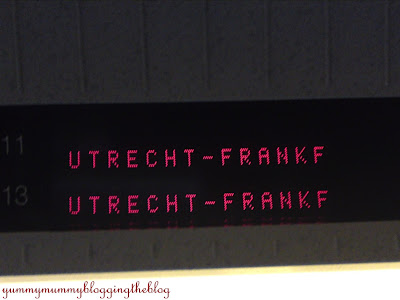 11 UTRECHT-FRANKF
13 UTRECHT-FRANKF
yummymummybloggingtheblog